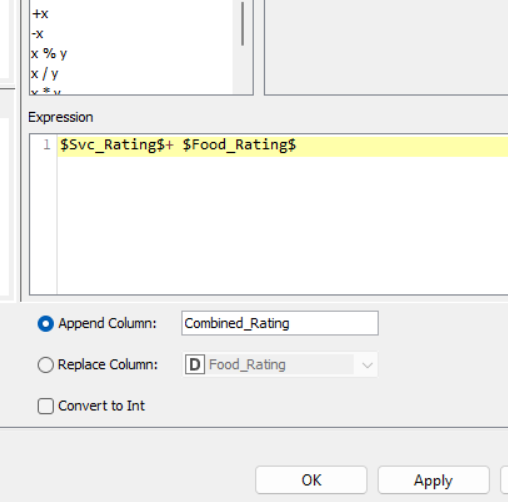 +x
-x
x % y
x / y
x * y
Expression
1 $Svc_Rating$+ $Food_Rating$
Append Column: Combined_Rating
Replace Column: D Food_Rating
Convert to Int
OK Apply